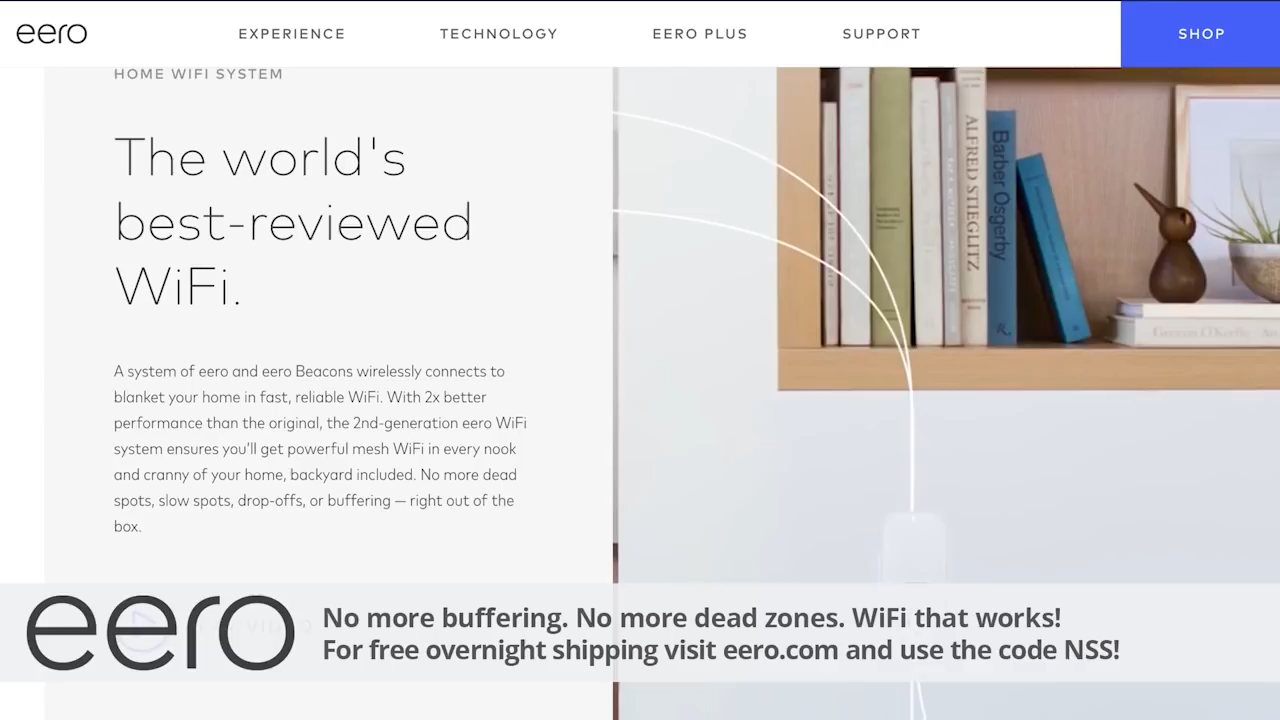 eero
EXPERIENCE
TECHNOLOGY
EERO PLUS
SUPPORT
SHOP
HOME WIFI SYSTEM
The world's
best-reviewed
WiFi.
A system of eero and eero Beacons wirelessly connects to
blanket your home in fast, reliable WiFi. With 2x better
performance than the original, the 2nd-generation eero WiFi
system ensures you'll get powerful mesh WiFi in every nook
and cranny of your home, backyard included. No more dead
spots, slow spots, drop-offs, or buffering — right out of the
box.
ALFRED STIEGLITZ
Barber Osgerby
eero
No more buffering. No more dead zones. WiFi that works!
For free overnight shipping visit eero.com and use the code NSS!